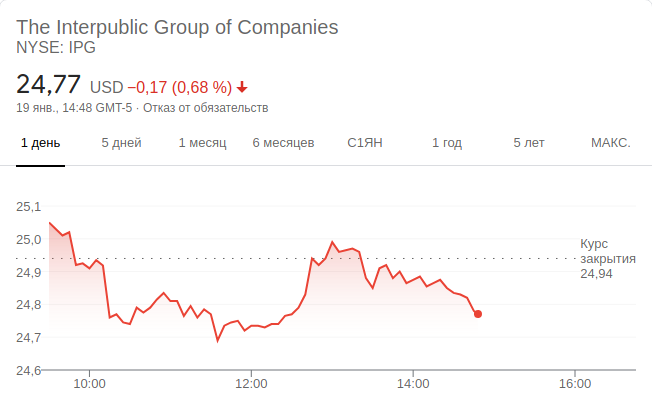 The Interpublic Group of Companies
NYSE: IPG
24,77 USD −0,17 (0,68 %)
19 янв., 14:48 GMT-5 · Отказ от обязательств
1 день 5 дней 1 месяц 6 месяцев С1ЯН 1 год 5 лет МАКС.
25,1
25,0
Курс
закрытия
24,94
24,9
24,8
24,7
24,6
10:00 12:00 14:00 16:00